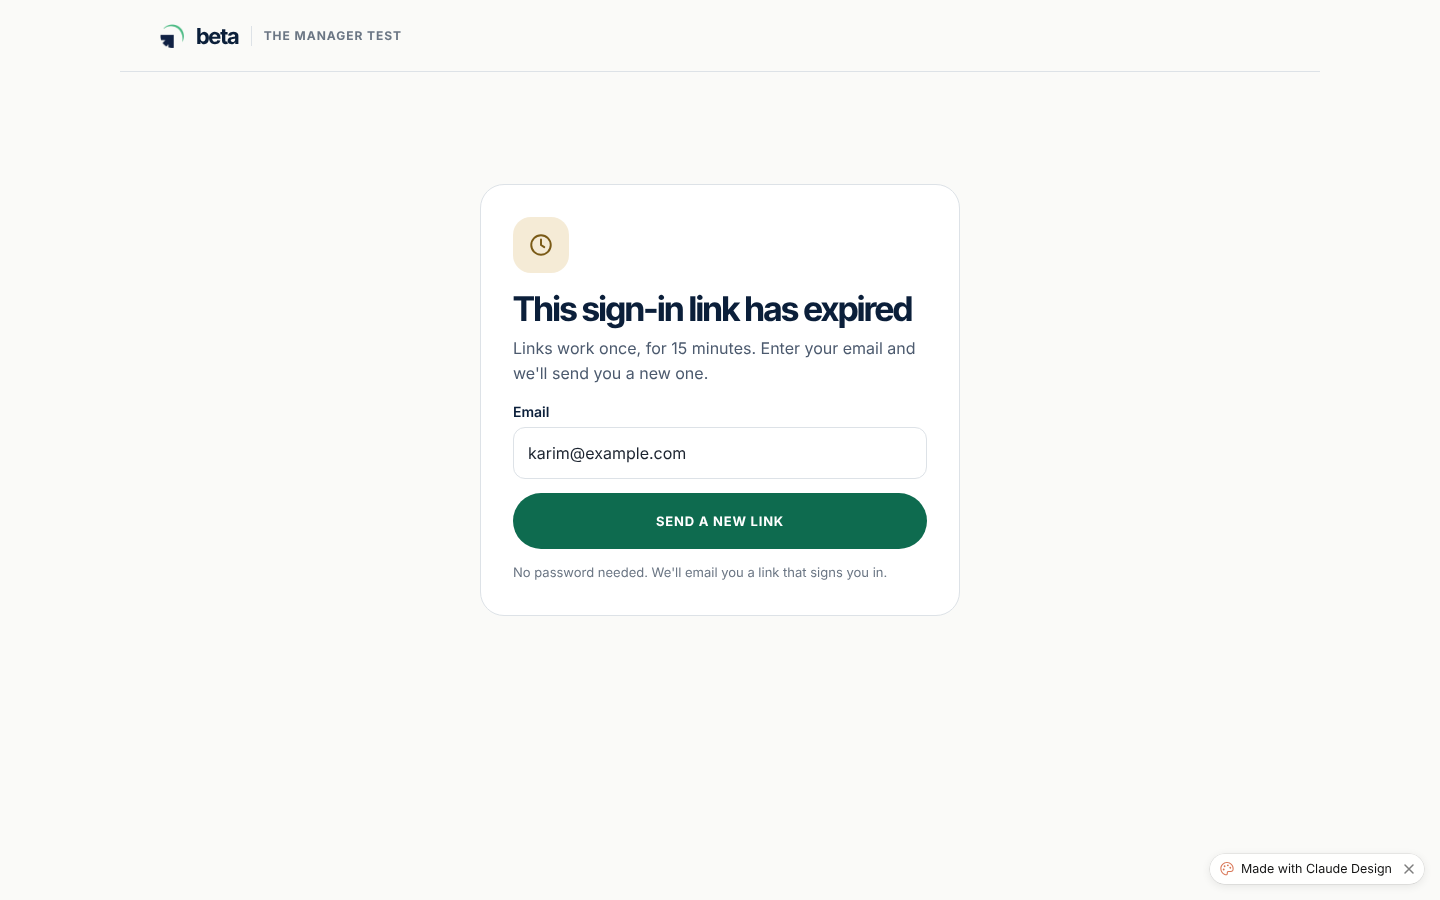 beta
THE MANAGER TEST
This sign-in link has expired
Links work once, for 15 minutes. Enter your email and
we'll send you a new one.
Email
karim@example.com
SEND A NEW LINK
No password needed. We'll email you a link that signs you in.
Made with Claude Design